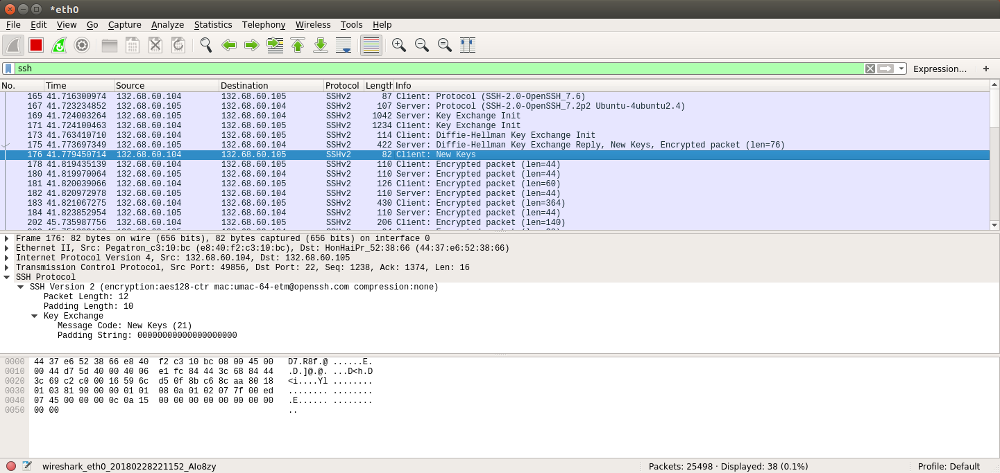 *eth0
File Edit View Go Capture Analyze Statistics Telephony Wireless Tools Help
ssh Expression… +
No. Time Source Destination Protocol Length Info
165 41.716300974 132.68.60.104 132.68.60.105 SSHv2 87 Client: Protocol (SSH-2.0-OpenSSH_7.6)
167 41.723234852 132.68.60.105 132.68.60.104 SSHv2 107 Server: Protocol (SSH-2.0-OpenSSH_7.2p2 Ubuntu-4ubuntu2.4)
169 41.724003264 132.68.60.105 132.68.60.104 SSHv2 1042 Server: Key Exchange Init
171 41.724100463 132.68.60.104 132.68.60.105 SSHv2 1234 Client: Key Exchange Init
173 41.763410710 132.68.60.104 132.68.60.105 SSHv2 114 Client: Diffie-Hellman Key Exchange Init
175 41.773697349 132.68.60.105 132.68.60.104 SSHv2 422 Server: Diffie-Hellman Key Exchange Reply, New Keys, Encrypted packet (len=76)
176 41.779450714 132.68.60.104 132.68.60.105 SSHv2 82 Client: New Keys
178 41.819435139 132.68.60.104 132.68.60.105 SSHv2 110 Client: Encrypted packet (len=44)
180 41.819970064 132.68.60.105 132.68.60.104 SSHv2 110 Server: Encrypted packet (len=44)
181 41.820039066 132.68.60.104 132.68.60.105 SSHv2 126 Client: Encrypted packet (len=60)
182 41.820972978 132.68.60.105 132.68.60.104 SSHv2 110 Server: Encrypted packet (len=44)
183 41.821067275 132.68.60.104 132.68.60.105 SSHv2 430 Client: Encrypted packet (len=364)
184 41.823852954 132.68.60.105 132.68.60.104 SSHv2 110 Server: Encrypted packet (len=44)
202 45.735987756 132.68.60.104 132.68.60.105 SSHv2 206 Client: Encrypted packet (len=140)
Frame 176: 82 bytes on wire (656 bits), 82 bytes captured (656 bits) on interface 0
Ethernet II, Src: Pegatron_c3:10:bc (e8:40:f2:c3:10:bc), Dst: HonHaiPr_52:38:66 (44:37:e6:52:38:66)
Internet Protocol Version 4, Src: 132.68.60.104, Dst: 132.68.60.105
Transmission Control Protocol, Src Port: 49856, Dst Port: 22, Seq: 1238, Ack: 1374, Len: 16
SSH Protocol
SSH Version 2 (encryption:aes128-ctr mac:umac-64-etm@openssh.com compression:none)
Packet Length: 12
Padding Length: 10
Key Exchange
Message Code: New Keys (21)
Padding String: 00000000000000000000
0000 44 37 e6 52 38 66 e8 40 f2 c3 10 bc 08 00 45 00 D7.R8f.@ ......E.
0010 00 44 d7 5d 40 00 40 06 e1 fc 84 44 3c 68 84 44 .D.]@.@. ...D<h.D
0020 3c 69 c2 c0 00 16 59 6c d5 0f 8b c6 8c aa 80 18 <i....Yl ........
0030 01 03 81 90 00 00 01 01 08 0a 01 02 07 7f 00 ed ........ ........
0040 07 45 00 00 00 0c 0a 15 00 00 00 00 00 00 00 00 .E...... ........
0050 00 00 ..
wireshark_eth0_20180228221152_AIo8zy Packets: 25498 · Displayed: 38 (0.1%) Profile: Default